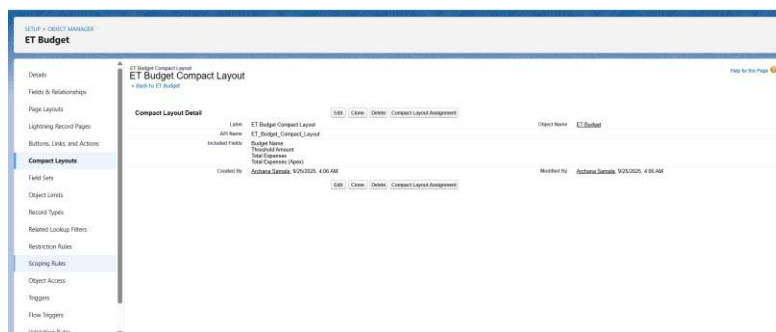 SETUP > OBJECT MANAGER
ET Budget
Details
Fields & Relationships
Page Layouts
Lightning Record Pages
Buttons, Links, and Actions
Compact Layouts
Field Sets
Object Limits
Record Types
Related Lookup Filters
Restriction Rules
Scoping Rules
Object Access
Triggers
Flow Triggers
Validation Rules
ET Budget Compact Layout
ET Budget Compact Layout
« Back to ET Budget
Help for this Page
Compact Layout Detail
Edit Clone Delete Compact Layout Assignment
Label ET Budget Compact Layout Object Name ET Budget
API Name ET_Budget_Compact_Layout
Included Fields Budget Name
Threshold Amount
Total Expenses
Total Expenses (Apex)
Created By Archana Samala, 9/25/2025, 4:06 AM Modified By Archana Samala, 9/25/2025, 4:06 AM
Edit Clone Delete Compact Layout Assignment